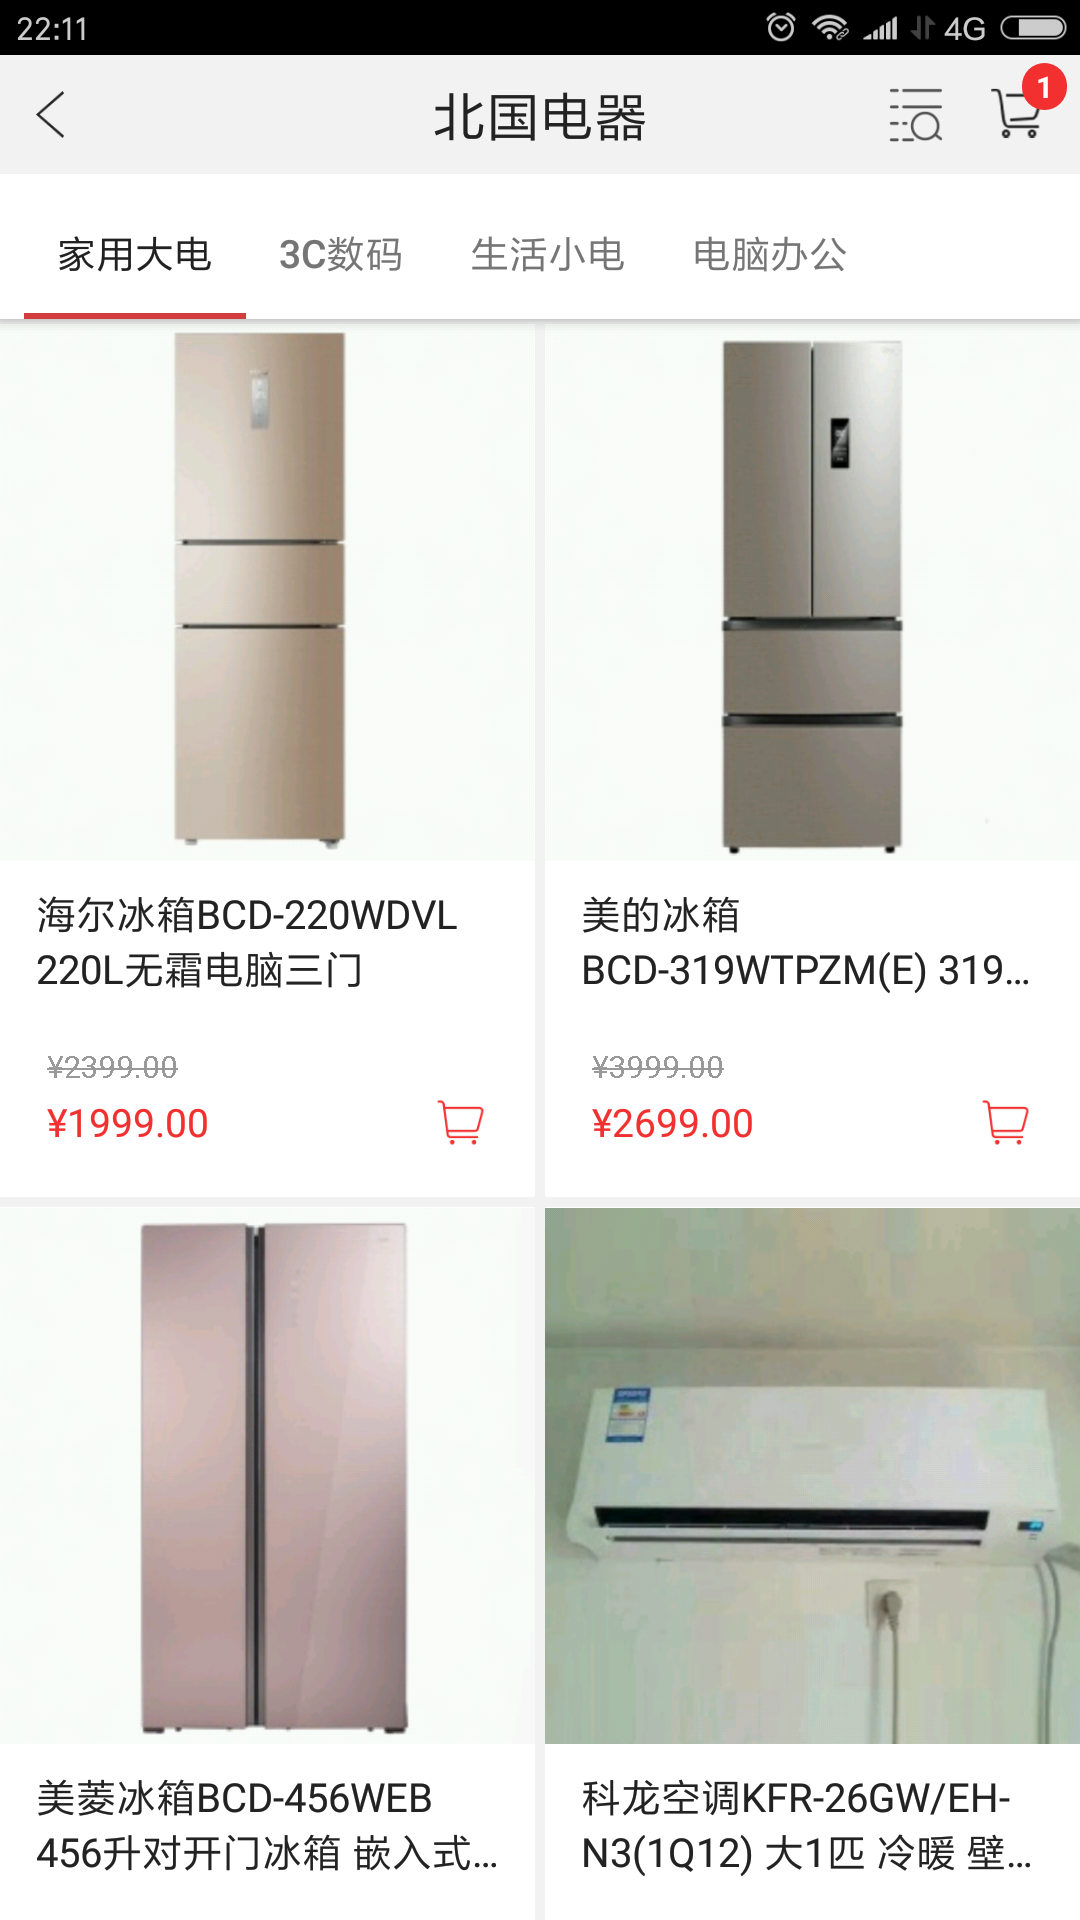 22:11
4G
北国电器
1
家用大电
3C数码
生活小电
电脑办公
海尔冰箱BCD-220WDVL
220L无霜电脑三门
¥2399.00
¥1999.00
美的冰箱
BCD-319WTPZM(E) 319...
¥3999.00
¥2699.00
美菱冰箱BCD-456WEB
456升对开门冰箱 嵌入式...
科龙空调KFR-26GW/EH-
N3(1Q12) 大1匹 冷暖 壁...